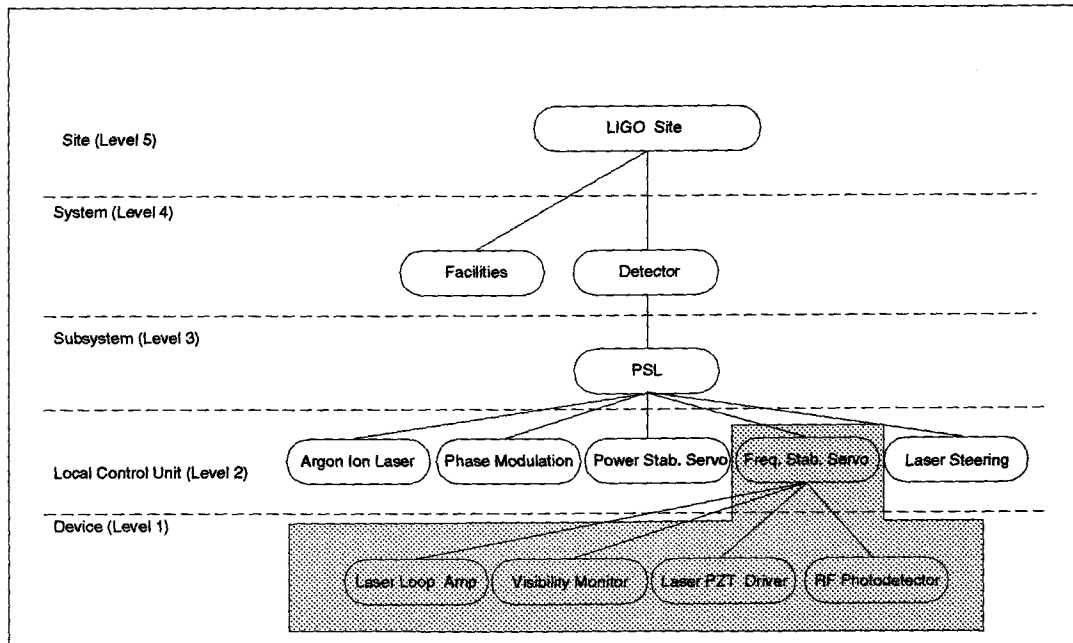 Site (Level 5)
LIGO Site
System (Level 4)
Facilities
Detector
Subsystem (Level 3)
PSL
Local Control Unit (Level 2)
Argon Ion Laser
Phase Modulation
Power Stab. Servo
Freq. Stab. Servo
Laser Steering
Device (Level 1)
Laser Loop Amp
Visibility Monitor
Laser PZT Driver
RF Photodetector